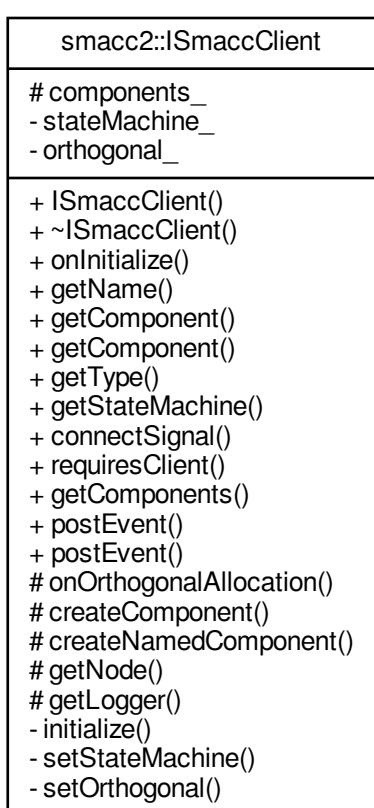 smacc2::ISmaccClient
# components_
- stateMachine_
- orthogonal_
+ ISmaccClient()
+ ~ISmaccClient()
+ onInitialize()
+ getName()
+ getComponent()
+ getComponent()
+ getType()
+ getStateMachine()
+ connectSignal()
+ requiresClient()
+ getComponents()
+ postEvent()
+ postEvent()
# onOrthogonalAllocation()
# createComponent()
# createNamedComponent()
# getNode()
# getLogger()
- initialize()
- setStateMachine()
- setOrthogonal()